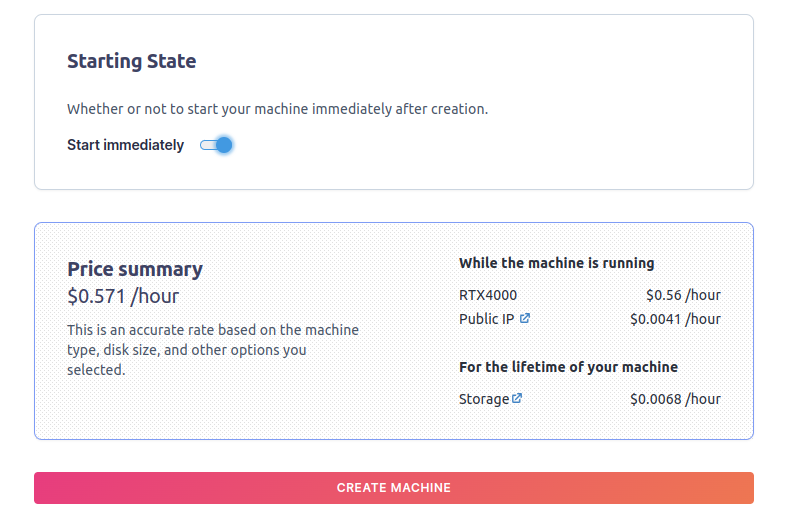 Starting State
Whether or not to start your machine immediately after creation.
Start immediately
Price summary
$0.571 /hour
This is an accurate rate based on the machine
type, disk size, and other options you
selected.
While the machine is running
RTX4000 $0.56 /hour
Public IP $0.0041 /hour
For the lifetime of your machine
Storage $0.0068 /hour
CREATE MACHINE